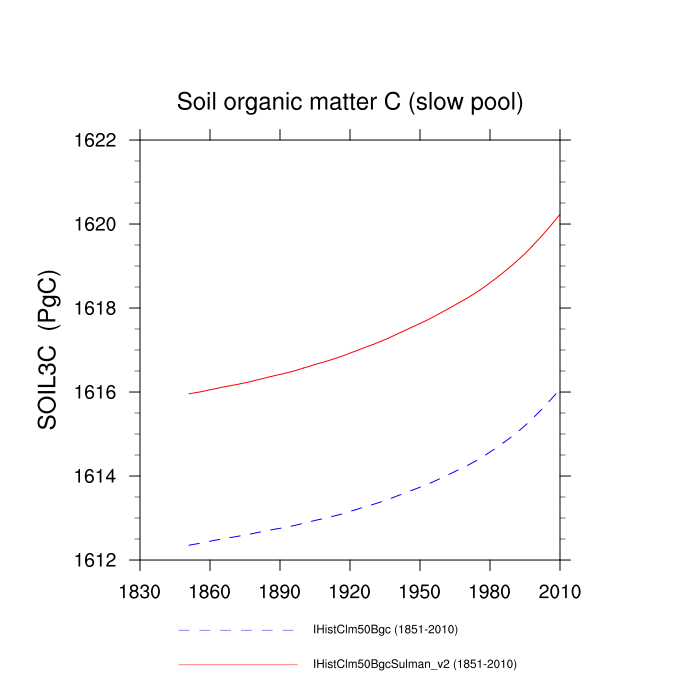 Soil organic matter C (slow pool)
1622
1620
1618
1616
1614
1612
SOIL3C (PgC)
1830 1860 1890 1920 1950 1980 2010
IHistClm50Bgc (1851-2010)
IHistClm50BgcSulman_v2 (1851-2010)